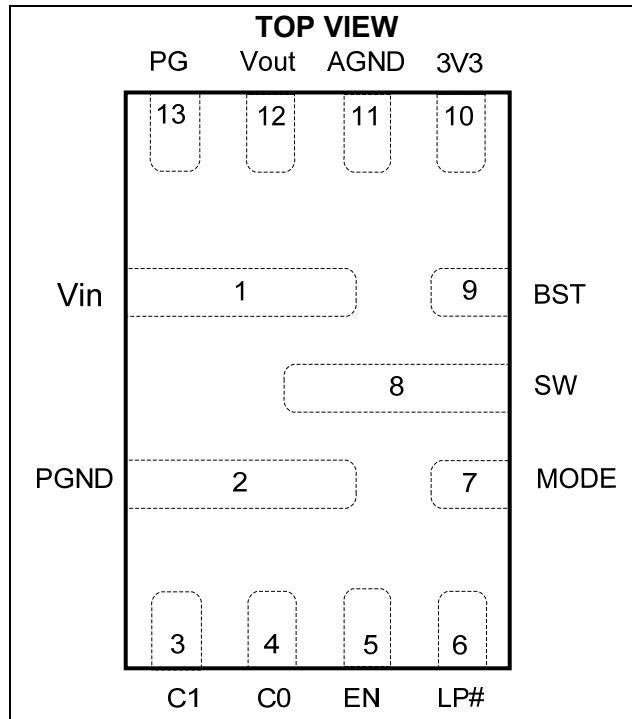 TOP VIEW
PG Vout AGND 3V3
13 12 11 10
Vin 1 9 BST
8 SW
PGND 2 7 MODE
3 4 5 6
C1 C0 EN LP#